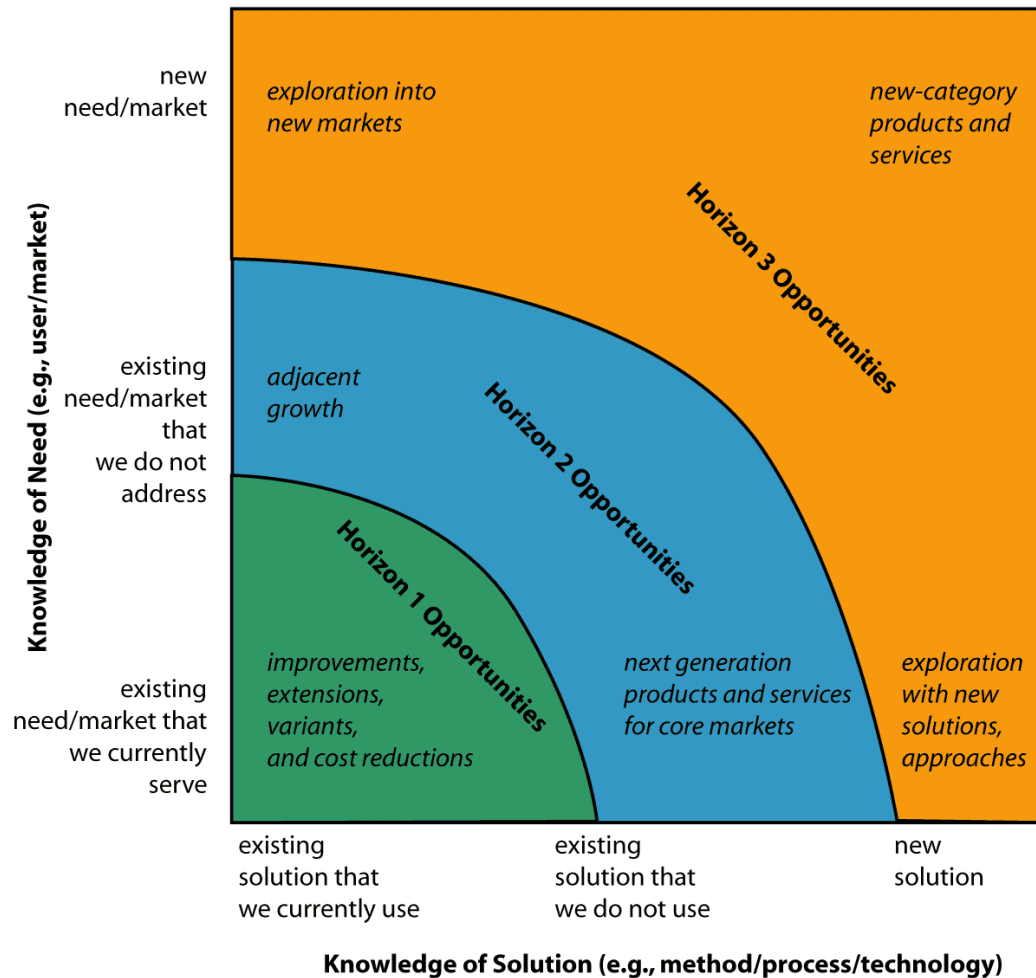 new
need/market
exploration into
new markets
new-category
products and
services
Horizon 3 Opportunities
Knowledge of Need (e.g., user/market)
existing
need/market
that
we do not
address
adjacent
growth
Horizon 2 Opportunities
Horizon 1 Opportunities
existing
need/market that
we currently
serve
improvements,
extensions,
variants,
and cost reductions
next generation
products and services
for core markets
exploration
with new
solutions,
approaches
existing
solution that
we currently use
existing
solution that
we do not use
new
solution
Knowledge of Solution (e.g., method/process/technology)